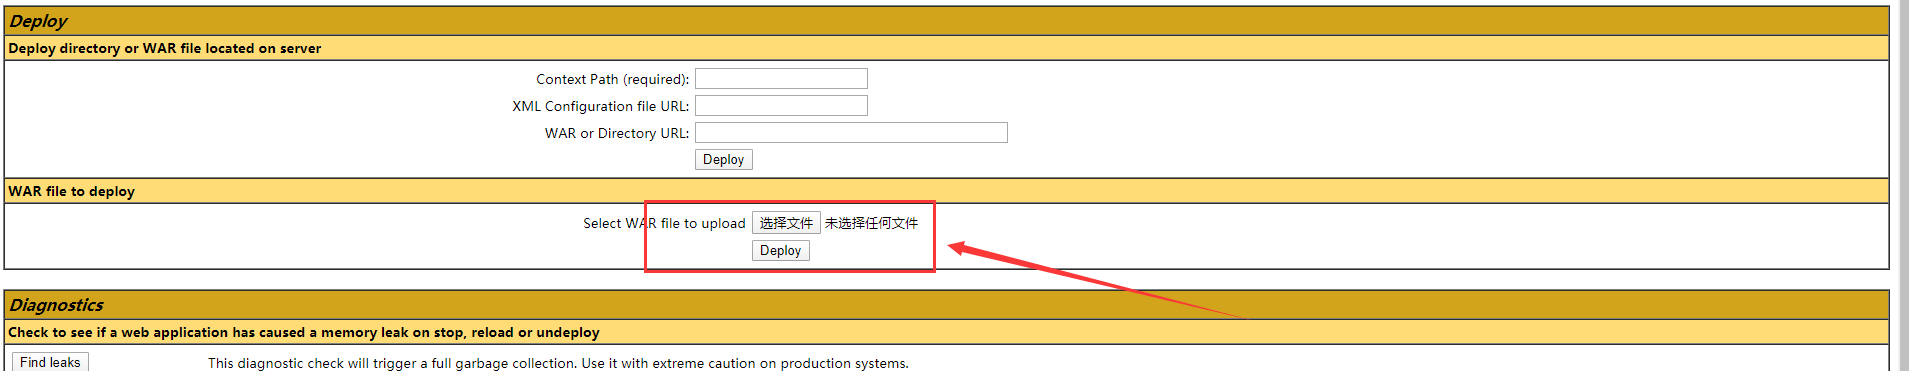 Deploy
Deploy directory or WAR file located on server
Context Path (required):
XML Configuration file URL:
WAR or Directory URL:
Deploy
WAR file to deploy
Select WAR file to upload 选择文件 未选择任何文件
Deploy
Diagnostics
Check to see if a web application has caused a memory leak on stop, reload or undeploy
Find leaks This diagnostic check will trigger a full garbage collection. Use it with extreme caution on production systems.